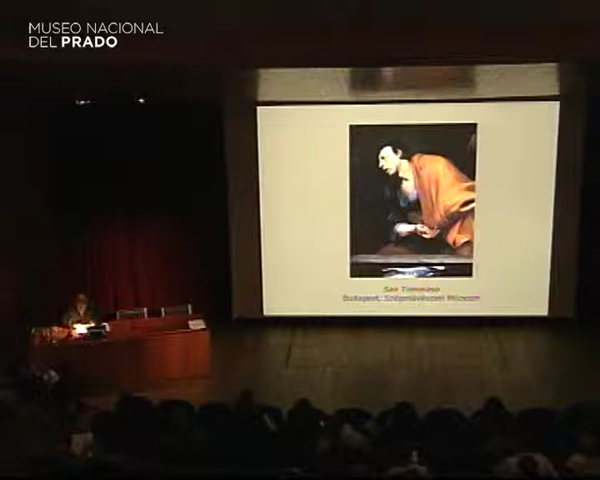 MUSEO NACIONAL
DEL PRADO
San Tommaso
Budapest, Szépművészeti Múzeum